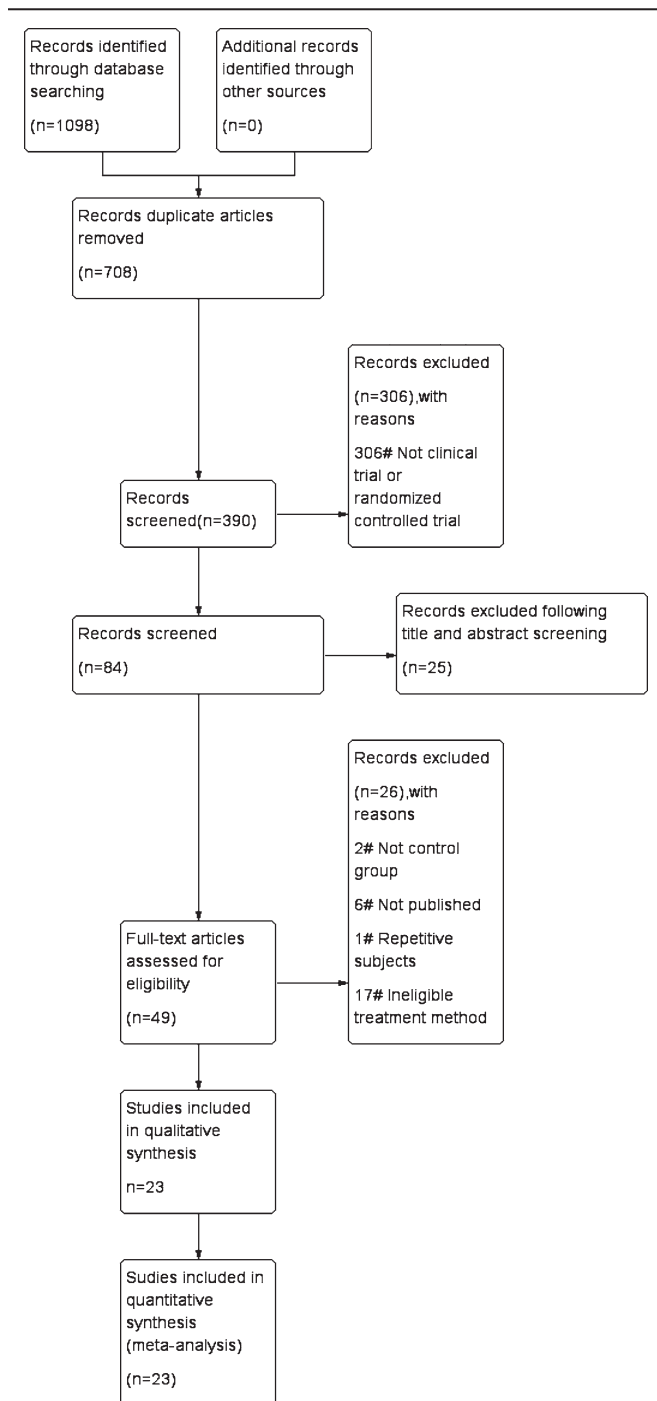 Records identified
through database
searching
(n=1098)
Additional records
identified through
other sources
(n=0)
Records duplicate articles
removed
(n=708)
Records excluded
(n=306),with
reasons
306# Not clinical
trial or
randomized
controlled trial
Records
screened(n=390)
Records excluded following
title and abstract screening
(n=25)
Records screened
(n=84)
Records excluded
(n=26),with
reasons
2# Not control
group
6# Not published
1# Repetitive
subjects
17# Ineligible
treatment method
Full-text articles
assessed for
eligibility
(n=49)
Studies included
in qualitative
synthesis
n=23
Sudies included in
quantitative
synthesis
(meta-analysis)
(n=23)